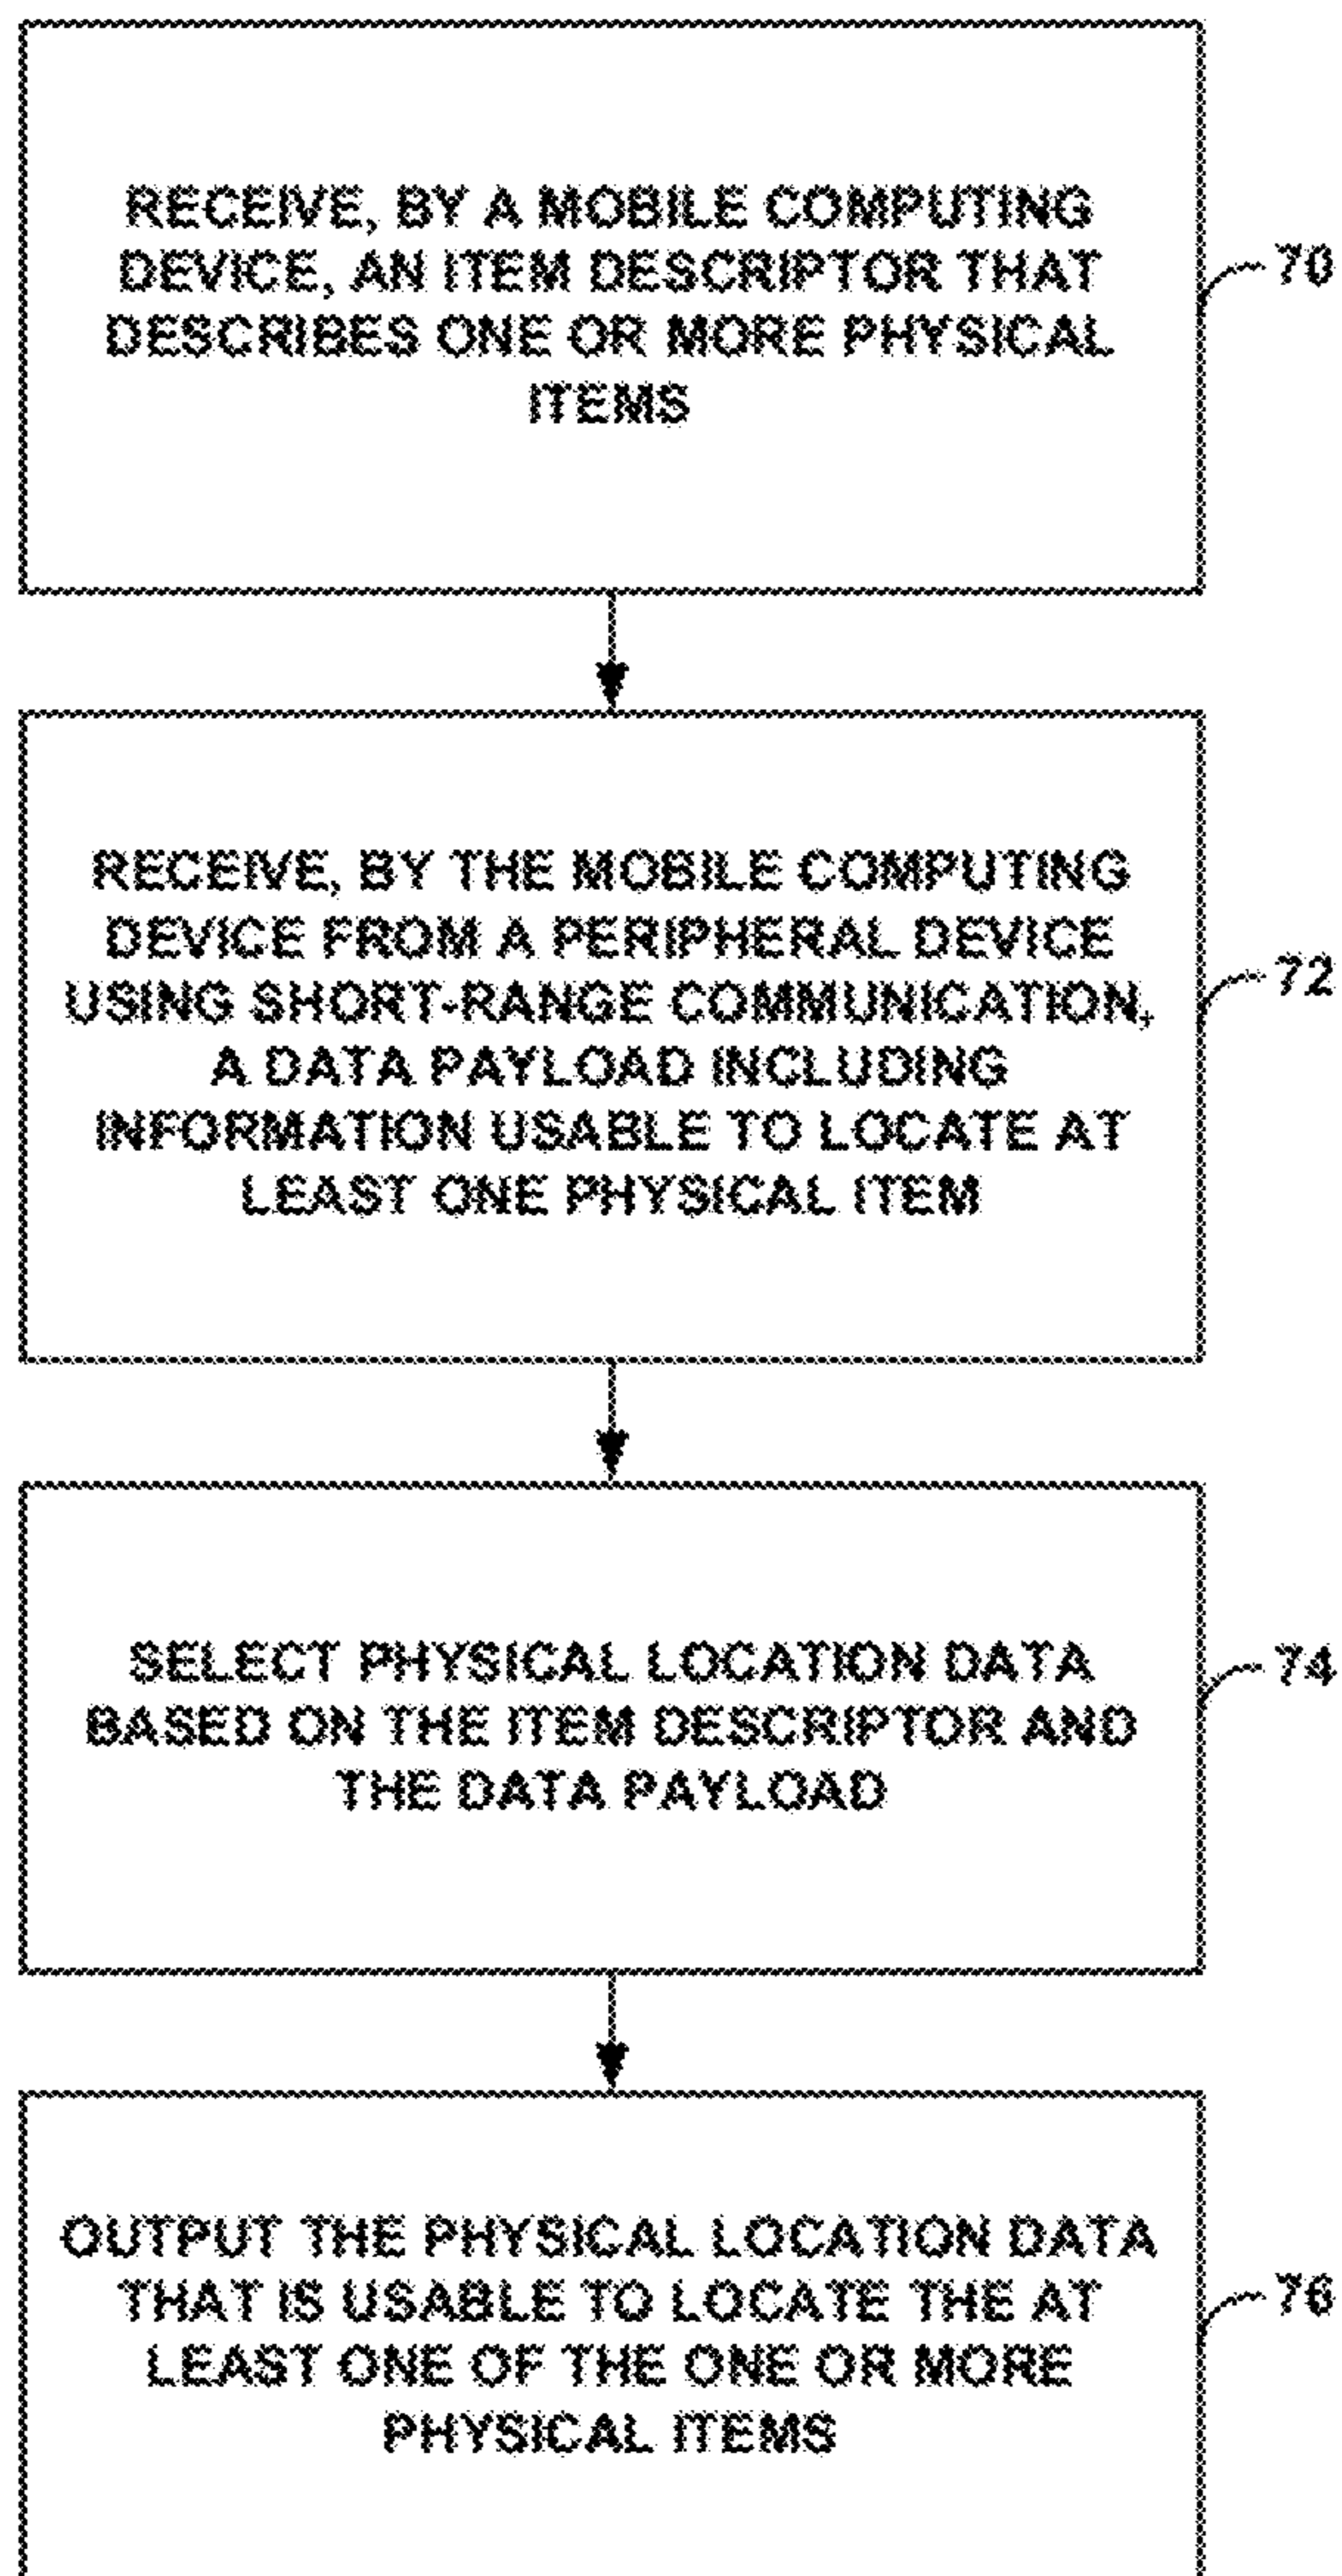 RECEIVE, BY A MOBILE COMPUTING
DEVICE, AN ITEM DESCRIPTOR THAT
DESCRIBES ONE OR MORE PHYSICAL
ITEMS
70
RECEIVE, BY THE MOBILE COMPUTING
DEVICE FROM A PERIPHERAL DEVICE
USING SHORT-RANGE COMMUNICATION,
A DATA PAYLOAD INCLUDING
INFORMATION USABLE TO LOCATE AT
LEAST ONE PHYSICAL ITEM
72
SELECT PHYSICAL LOCATION DATA
BASED ON THE ITEM DESCRIPTOR AND
THE DATA PAYLOAD
74
OUTPUT THE PHYSICAL LOCATION DATA
THAT IS USABLE TO LOCATE THE AT
LEAST ONE OF THE ONE OR MORE
PHYSICAL ITEMS
76